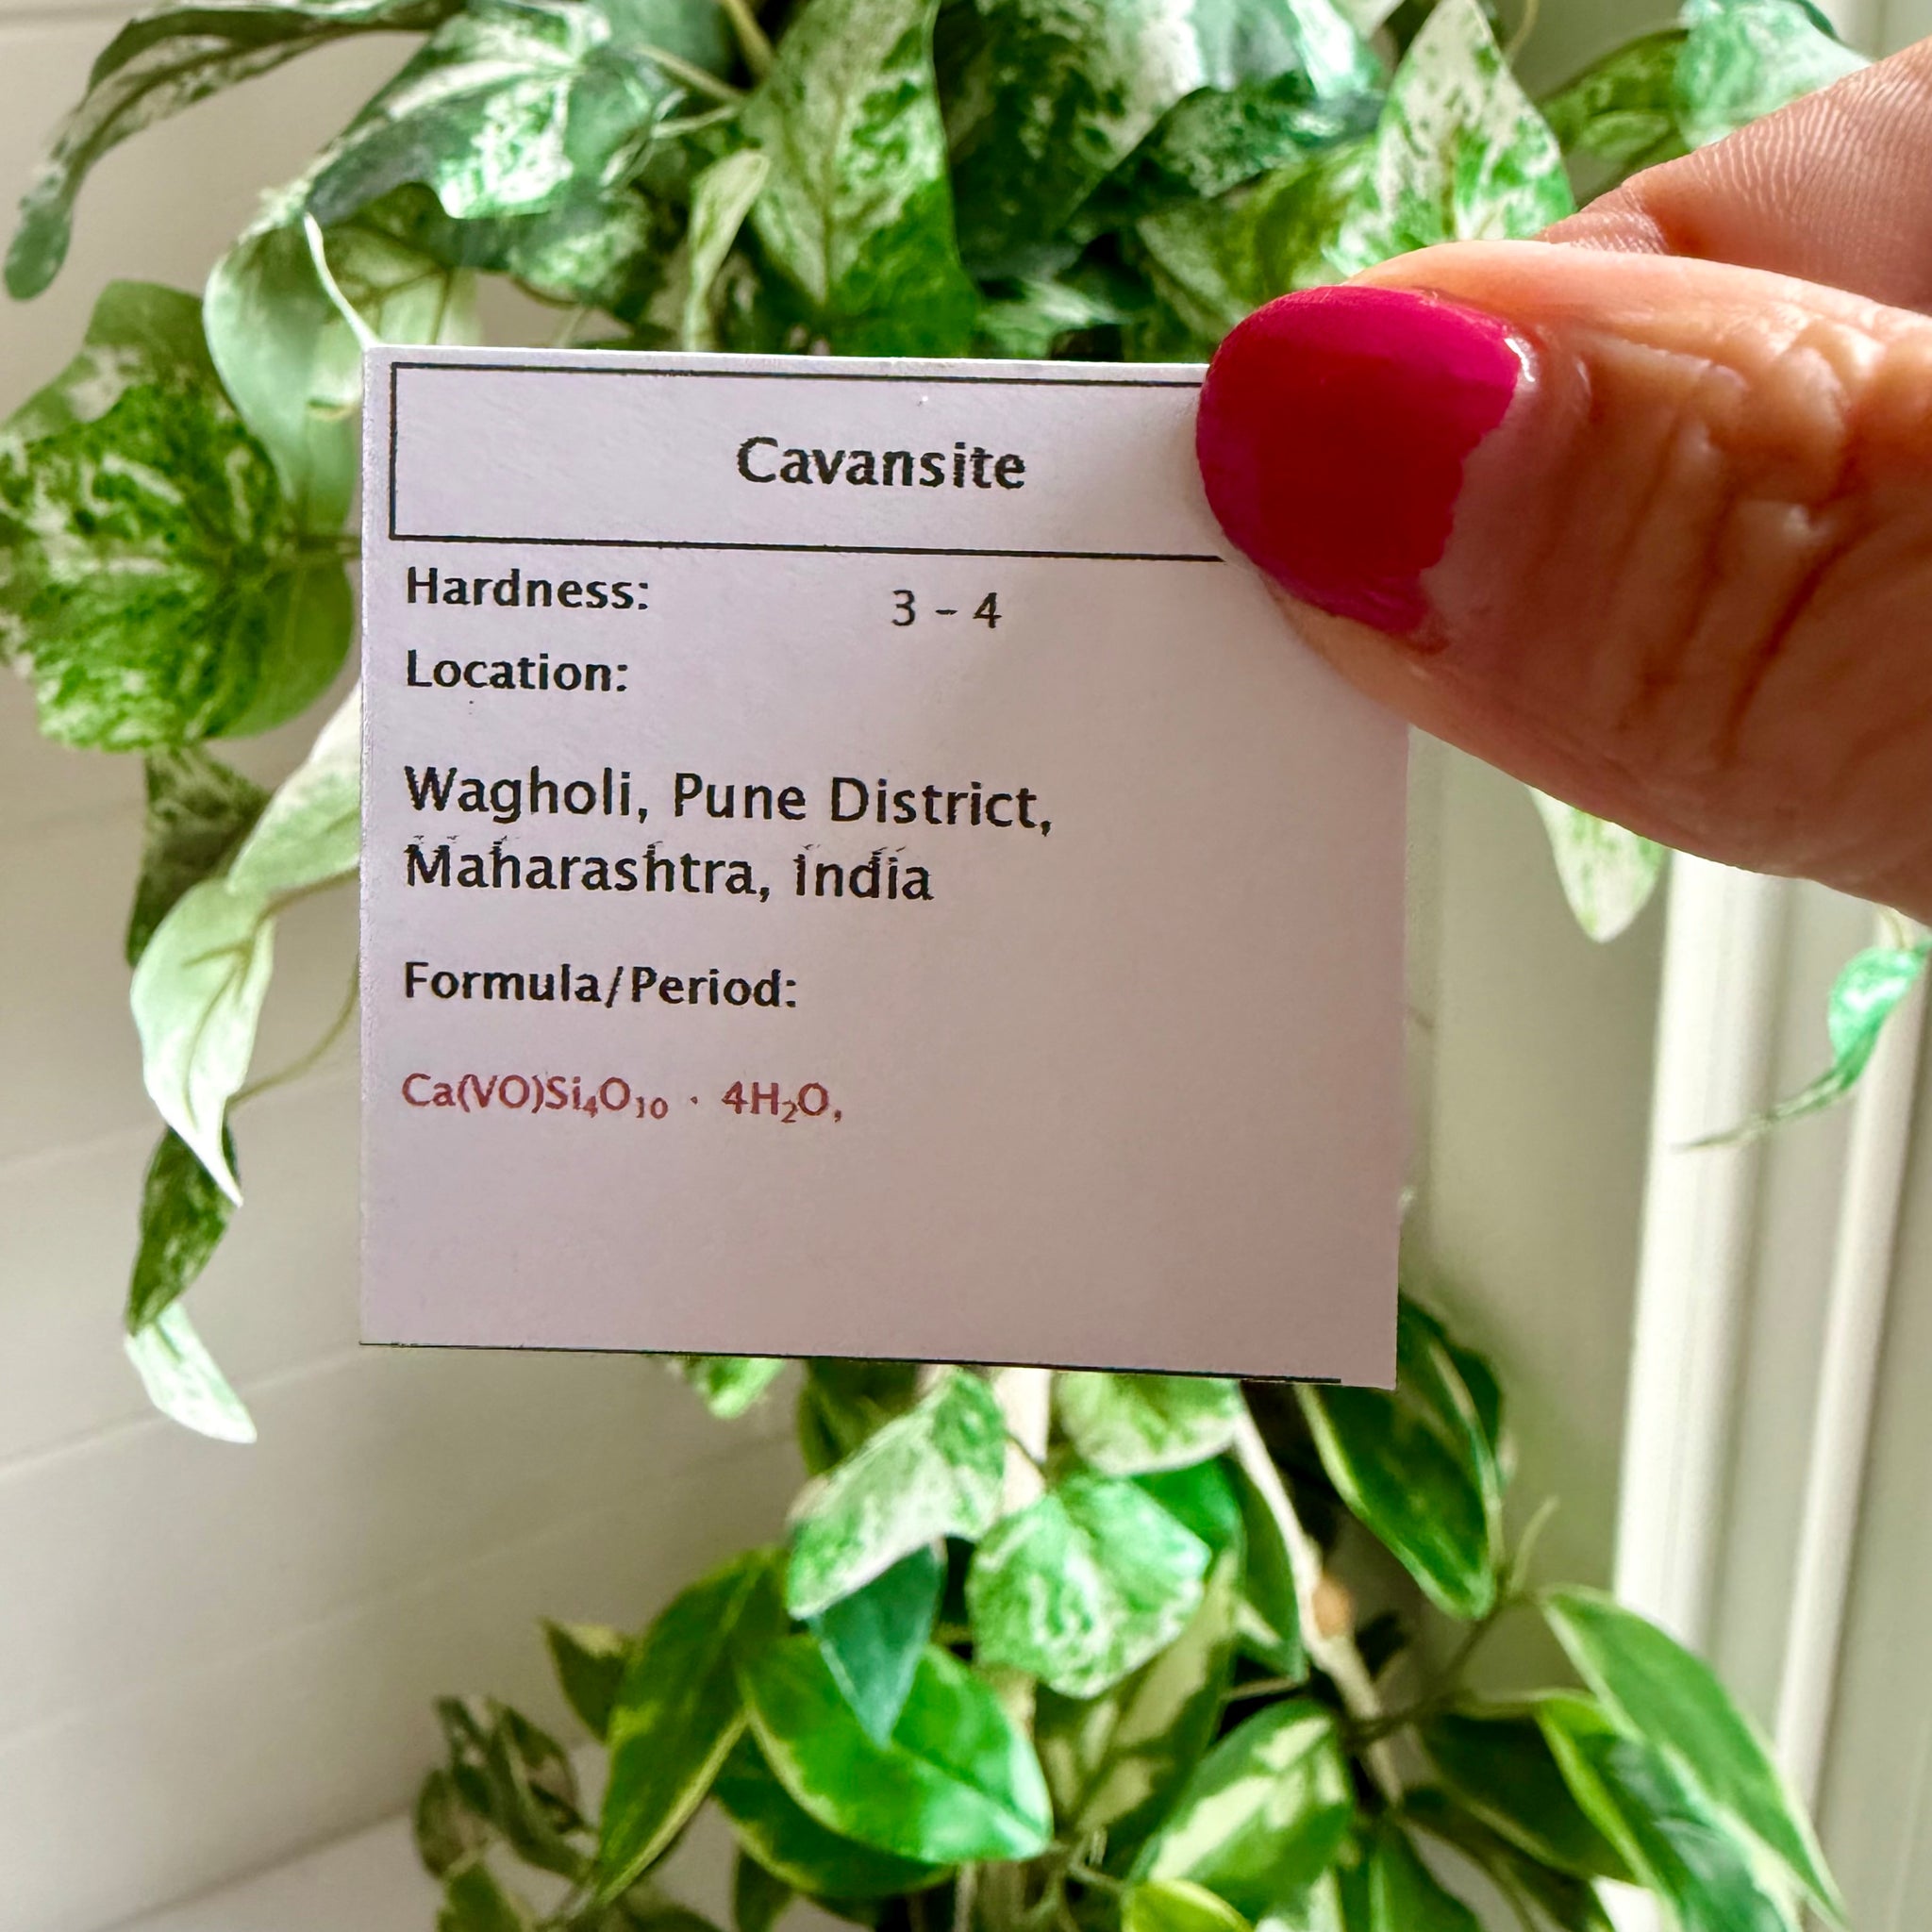 Cavansite
Hardness: 3 - 4
Location:
Wagholi, Pune District,
Maharashtra, India
Formula/Period:
Ca(VO)Si₄O₁₀ · 4H₂O,